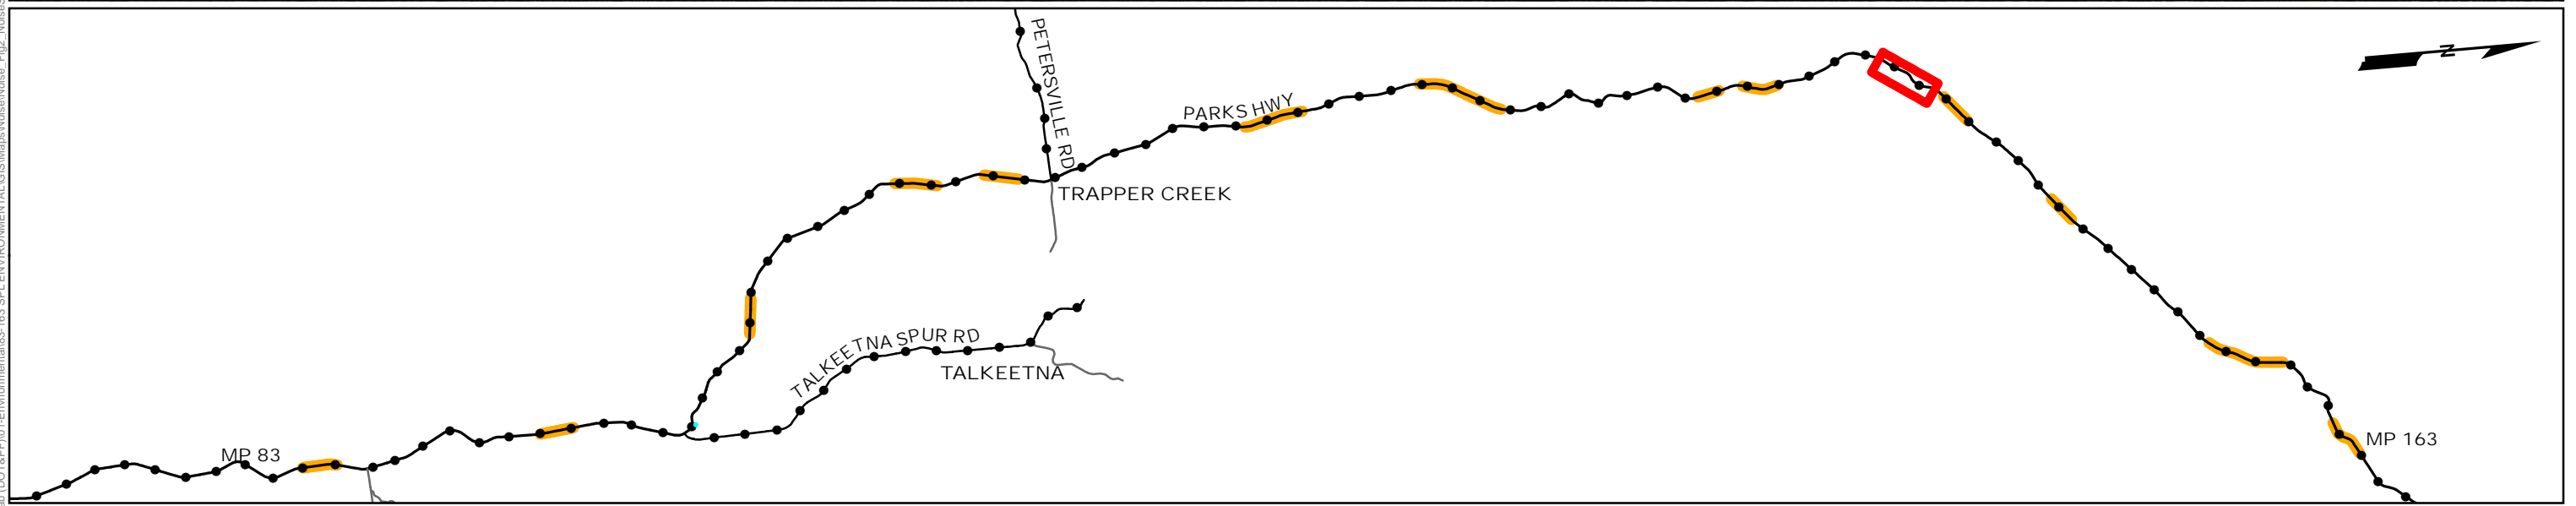 PETERSVILLE RD
PARKS HWY
N
TRAPPER CREEK
TALKEETNA SPUR RD
TALKEETNA
MP 83
MP 163